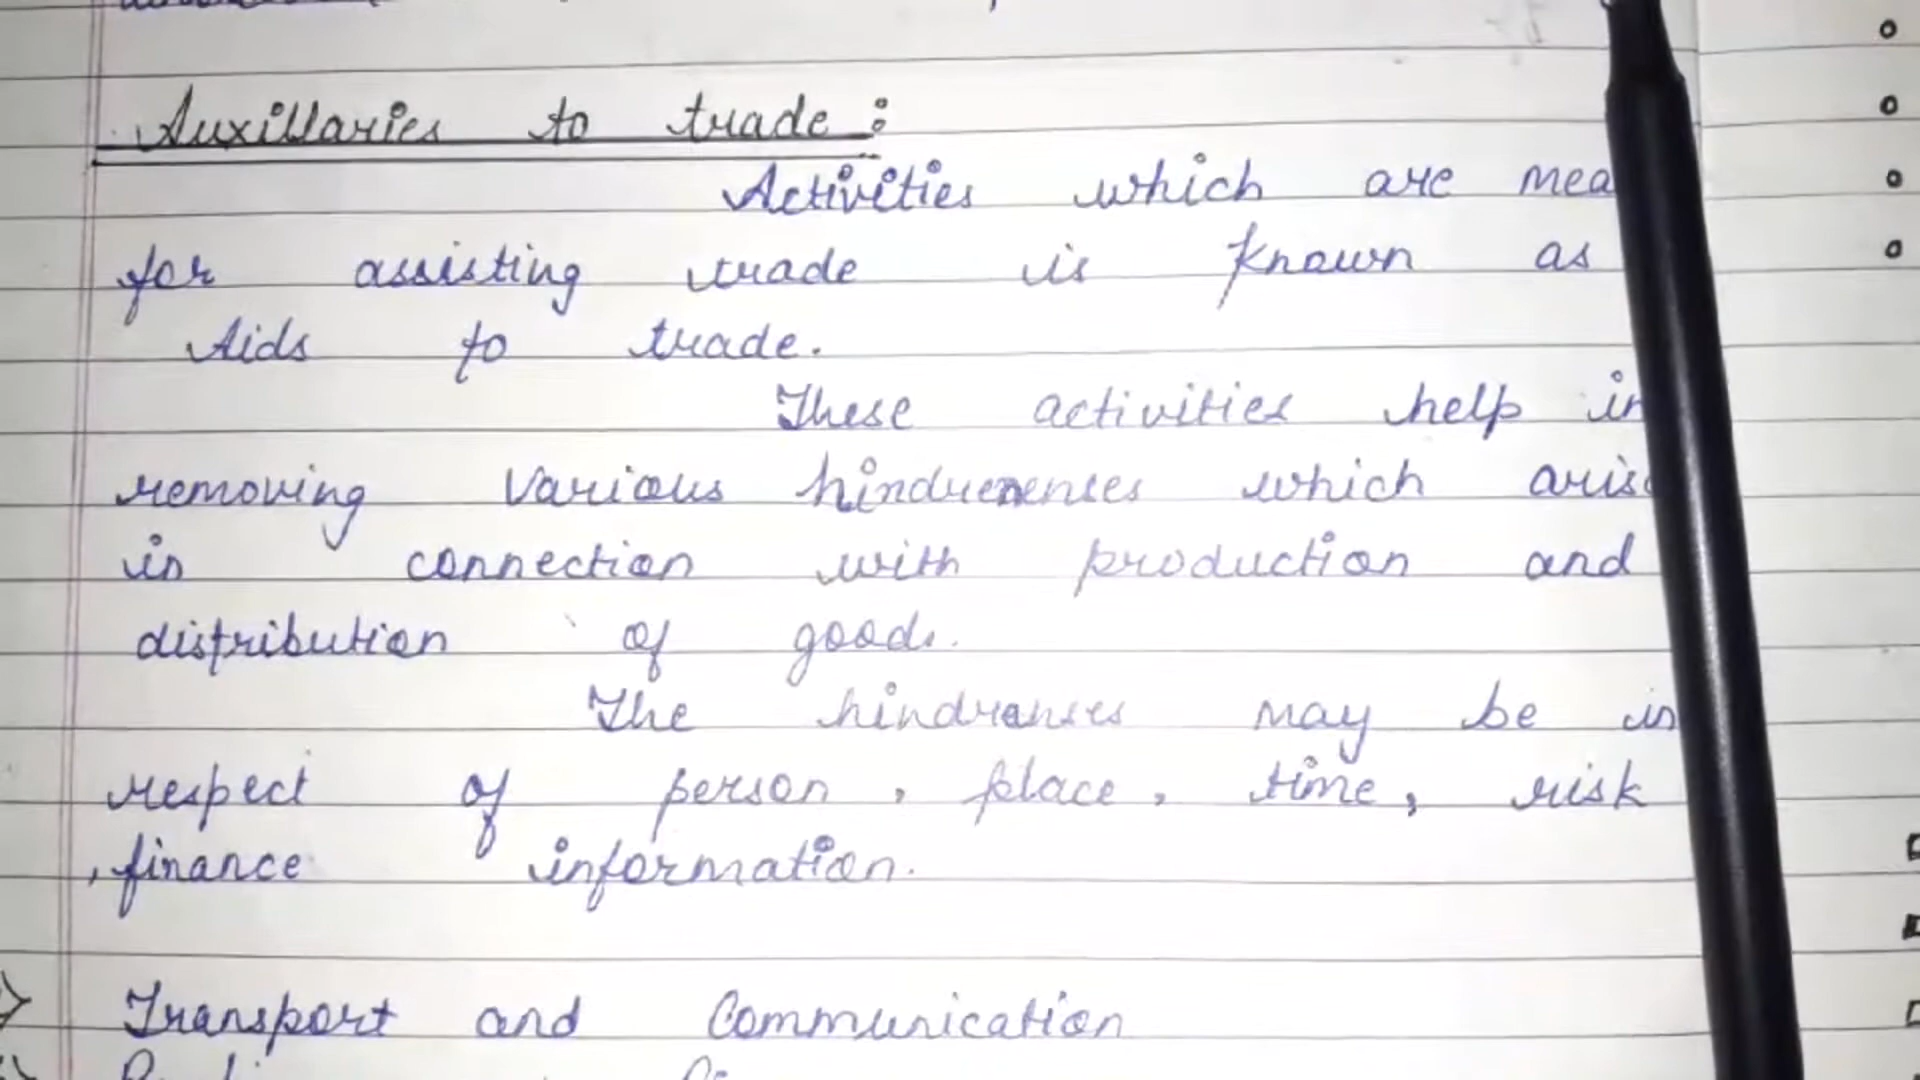 Auxillaries to trade:
Activities which are mea
for assisting trade is known as
Aids to trade.
These activities help in
removing various which aris
in connection with production and
distribution of goods.
The hindranses may be in
respect of person, place, time, risk
, finance information.
Transport and Communication